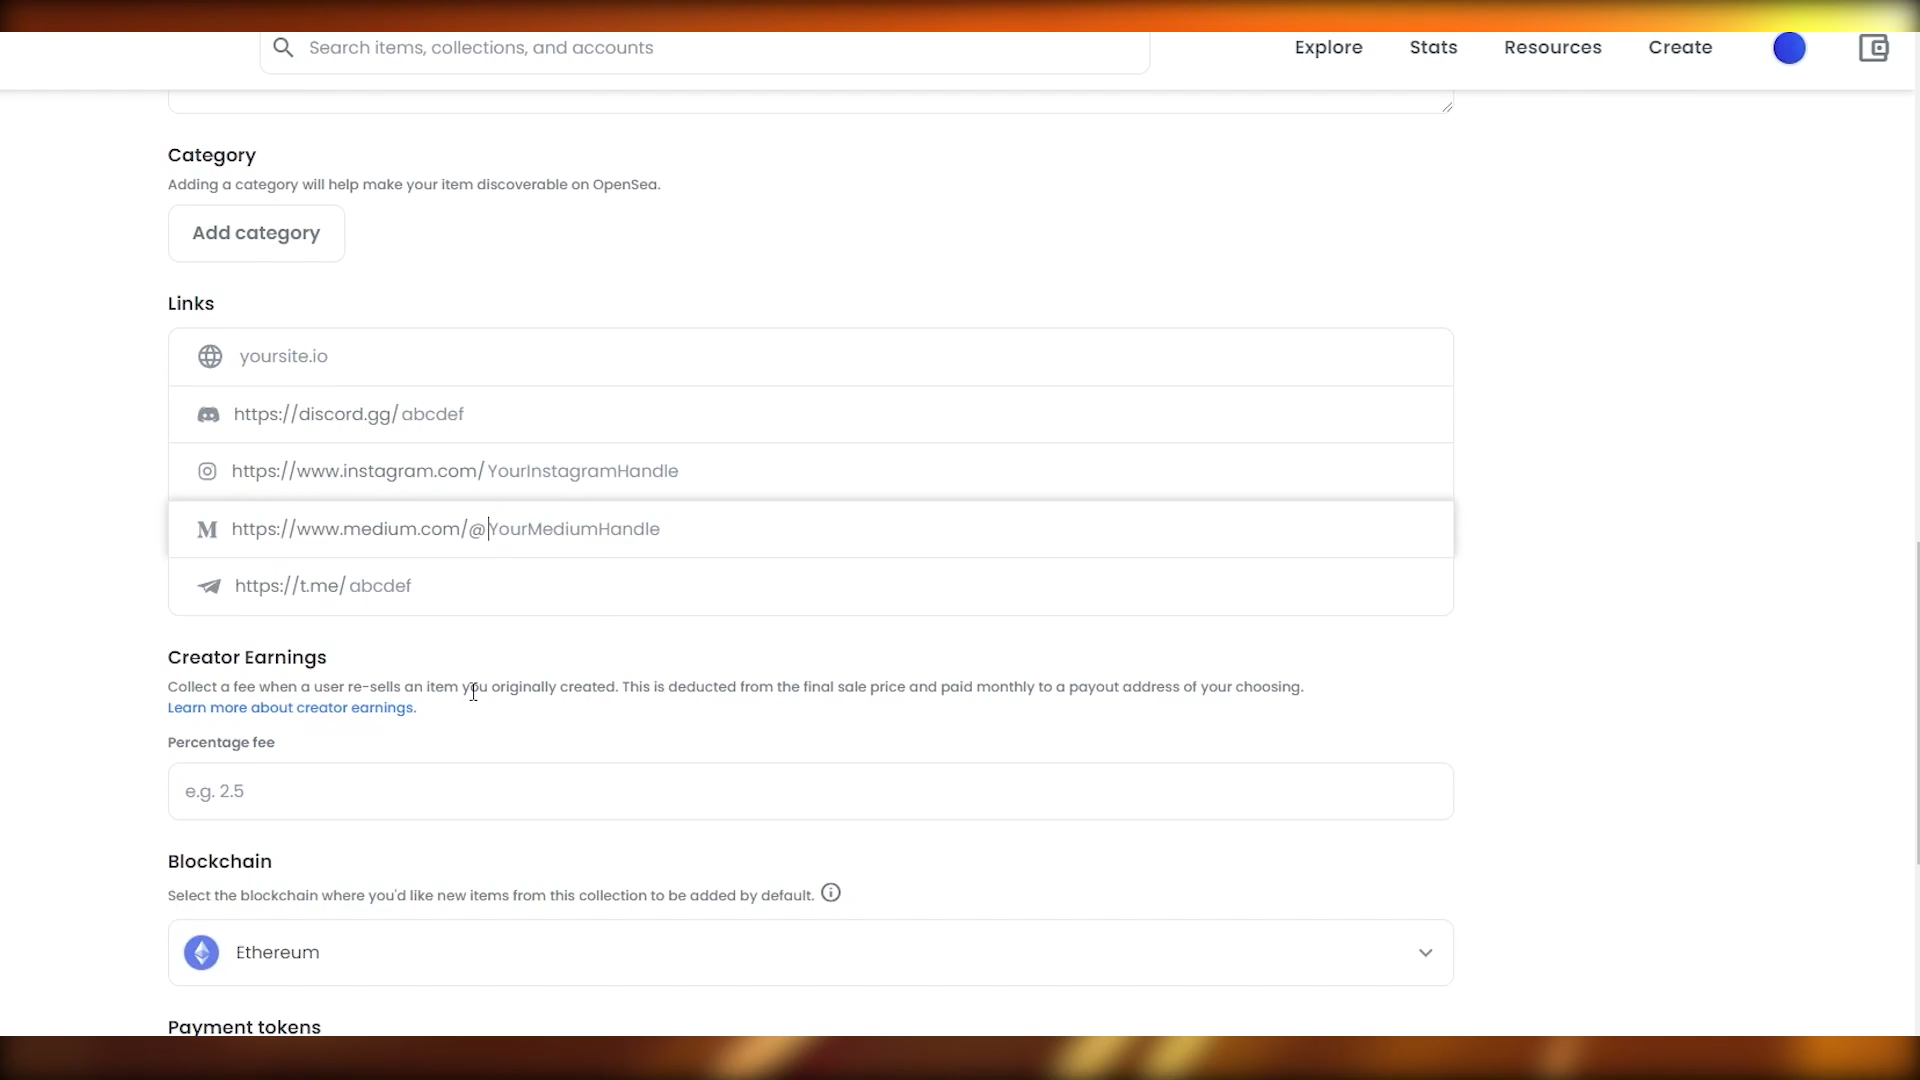 Search items, collections, and accounts
Explore
Stats
Resources
Create
Category
Adding a category will help make your item discoverable on OpenSea.
Add category
Links
yoursite.io
https://discord.gg/ abcdef
https://www.instagram.com/ YourInstagramHandle
https://www.medium.com/@ YourMediumHandle
https://t.me/ abcdef
Creator Earnings
Collect a fee when a user re-sells an item you originally created. This is deducted from the final sale price and paid monthly to a payout address of your choosing.
Learn more about creator earnings.
Percentage fee
e.g. 2.5
Blockchain
Select the blockchain where you'd like new items from this collection to be added by default.
Ethereum
Payment tokens